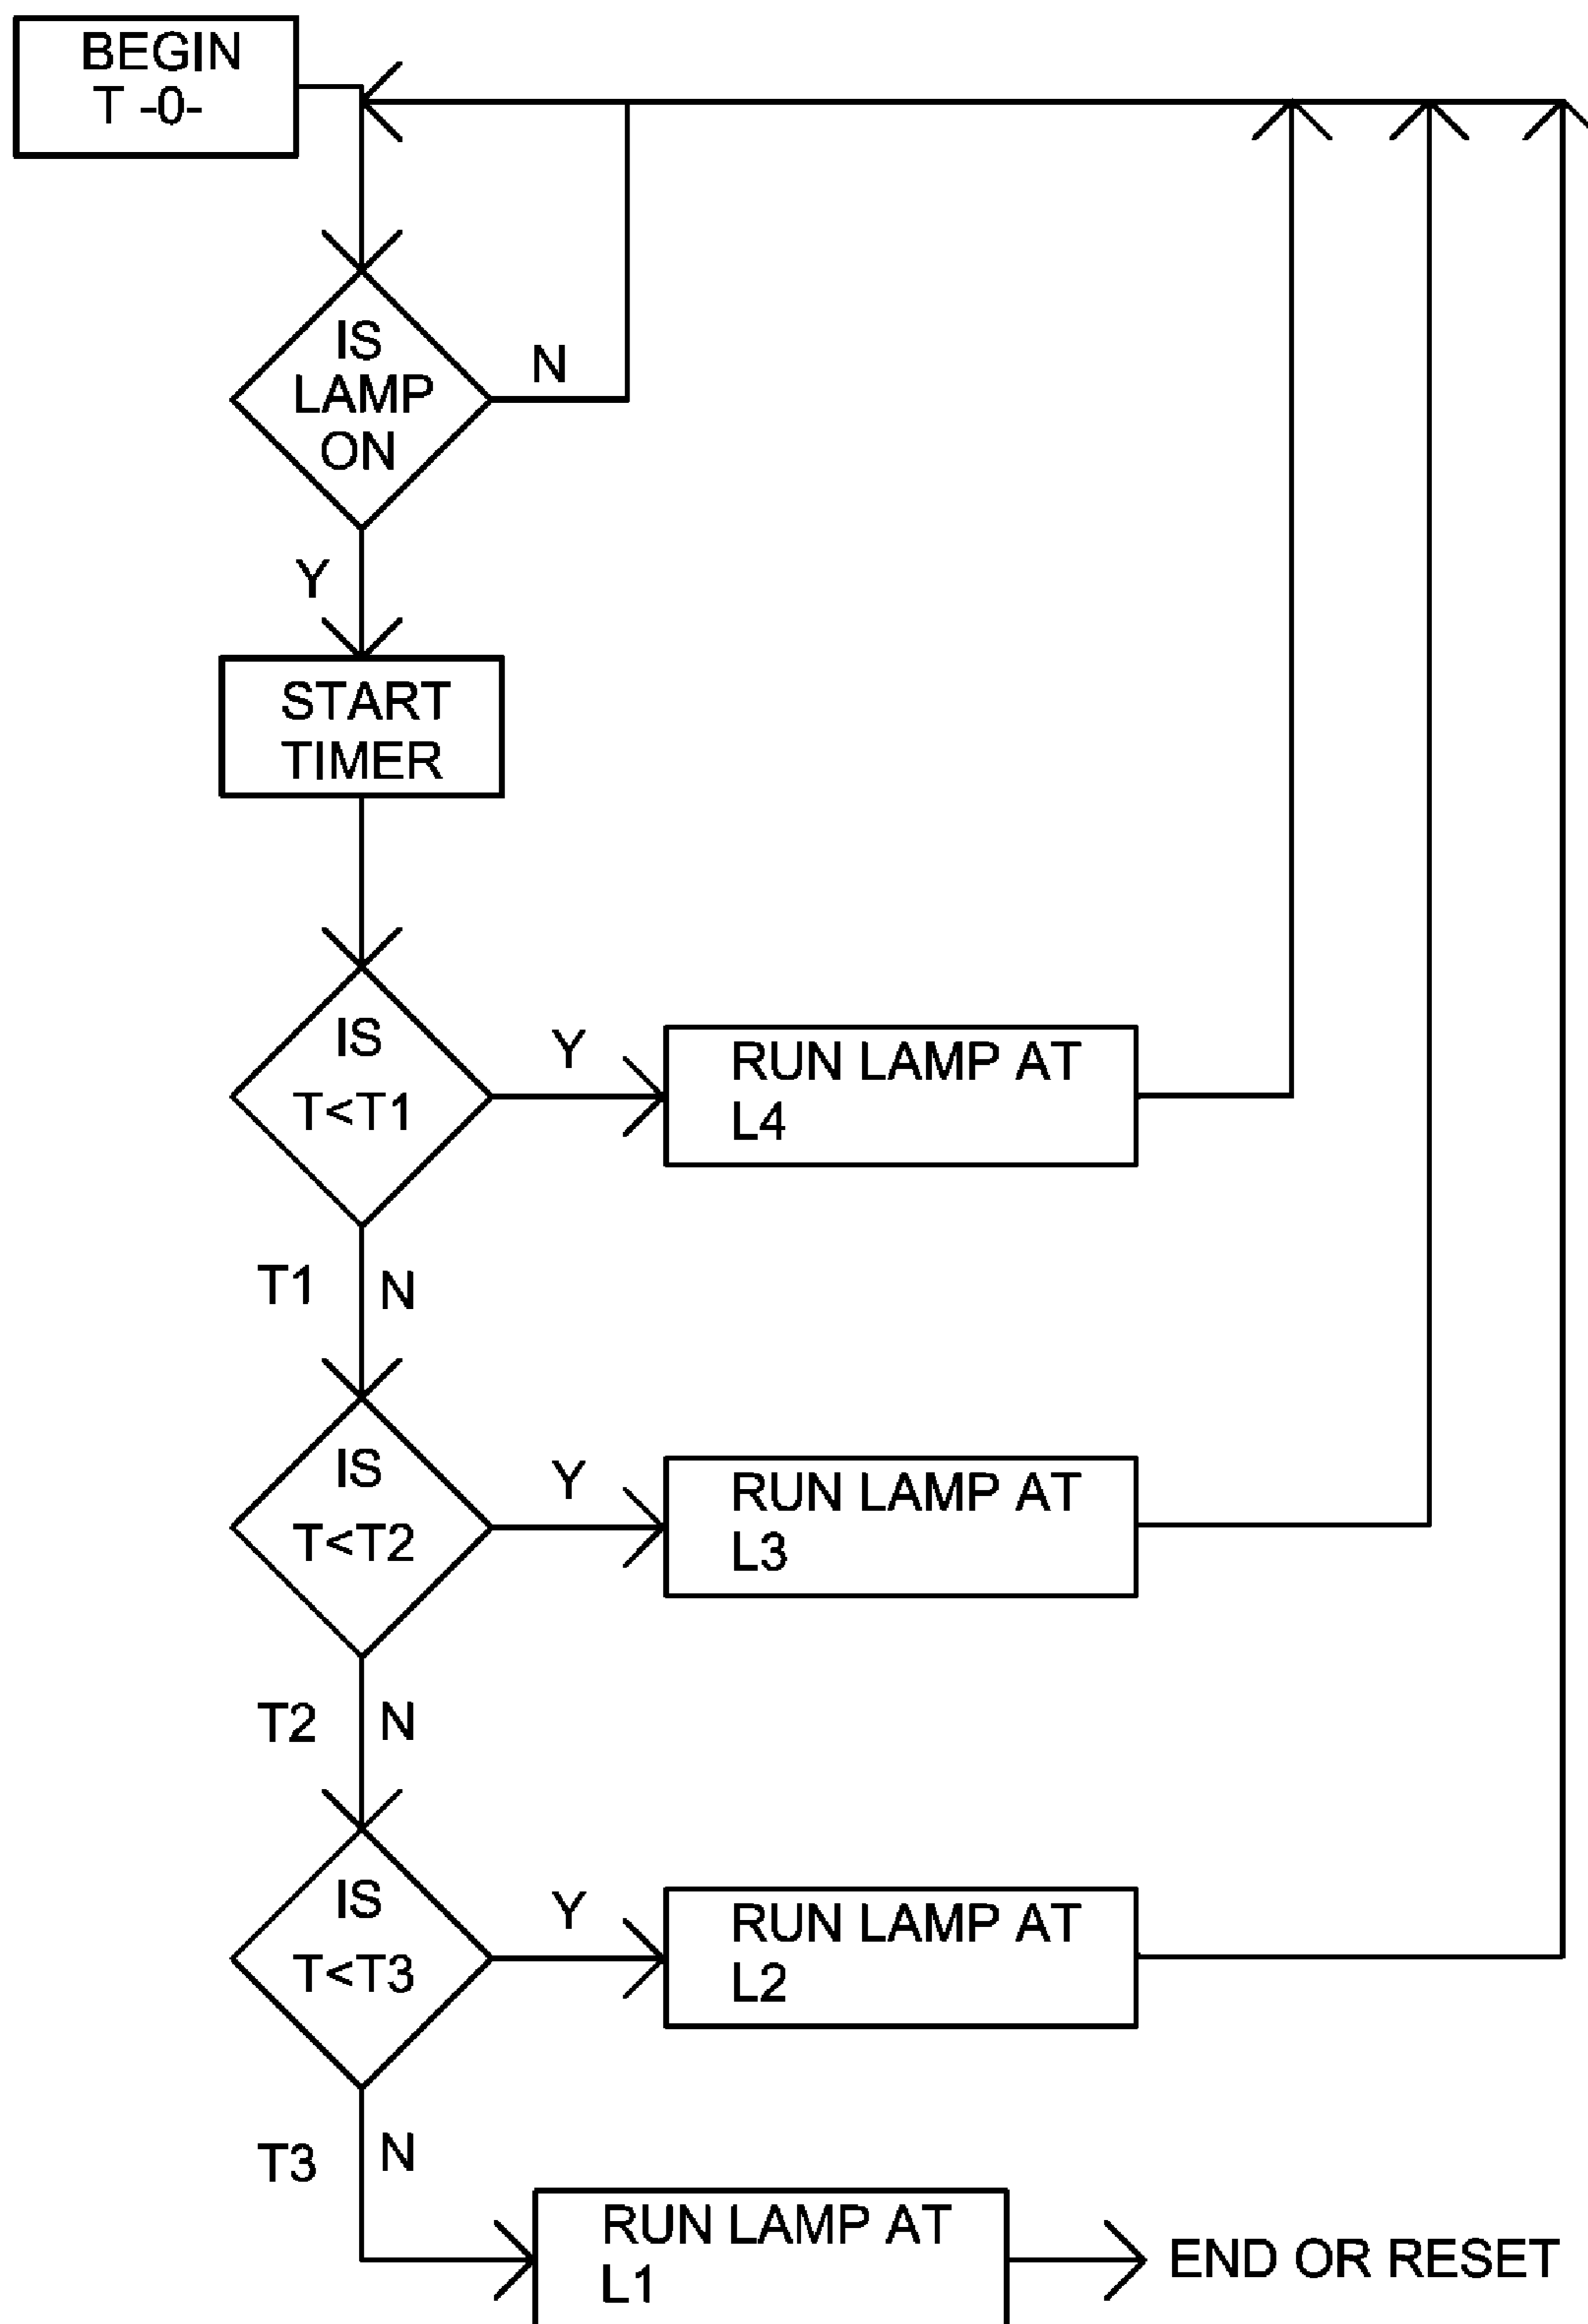 BEGIN
T -0-
IS
LAMP
ON
N
Y
START
TIMER
IS
T<T1
Y
RUN LAMP AT
L4
T1
N
IS
T<T2
Y
RUN LAMP AT
L3
T2
N
IS
T<T3
Y
RUN LAMP AT
L2
T3
N
RUN LAMP AT
L1
END OR RESET